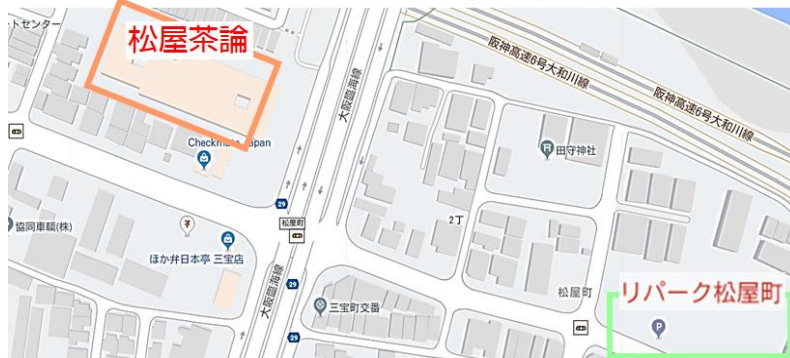 ートセンター
松屋茶論
Checkmate Japan
大阪臨海線
阪神高速6号大和川線
阪神高速6号大和川線
田守神社
29
松屋町
2丁
協同車輌(株)
ほか弁日本亭 三宝店
大阪臨海線
29
三宝町交番
29
松屋町
リパーク松屋町
P